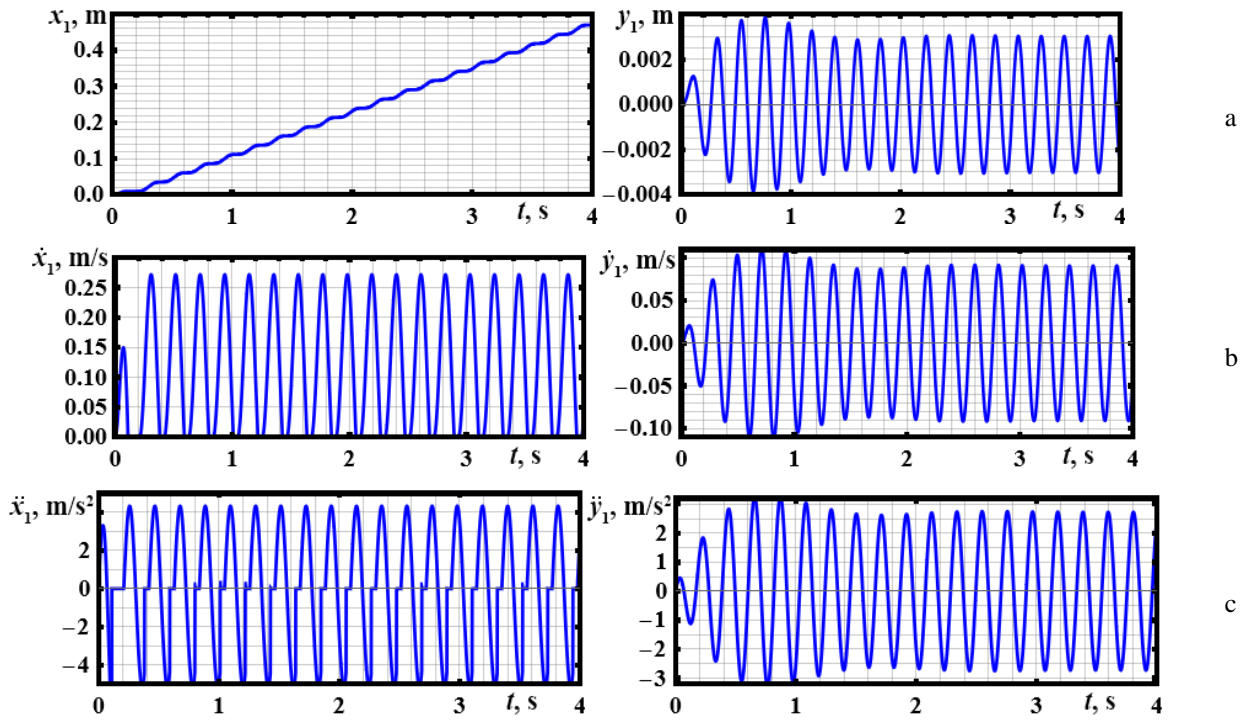 x₁, m
0.4
0.3
0.2
0.1
0.0
0 1 2 3 4
t, s
y₁, m
0.002
0.000
−0.002
−0.004
0 1 2 3 4
t, s
a
ẋ₁, m/s
0.25
0.20
0.15
0.10
0.05
0.00
0 1 2 3 4
t, s
ẏ₁, m/s
0.05
0.00
−0.05
−0.10
0 1 2 3 4
t, s
b
ẍ₁, m/s²
2
0
−2
−4
0 1 2 3 4
t, s
ÿ₁, m/s²
2
1
0
−1
−2
−3
0 1 2 3 4
t, s
c